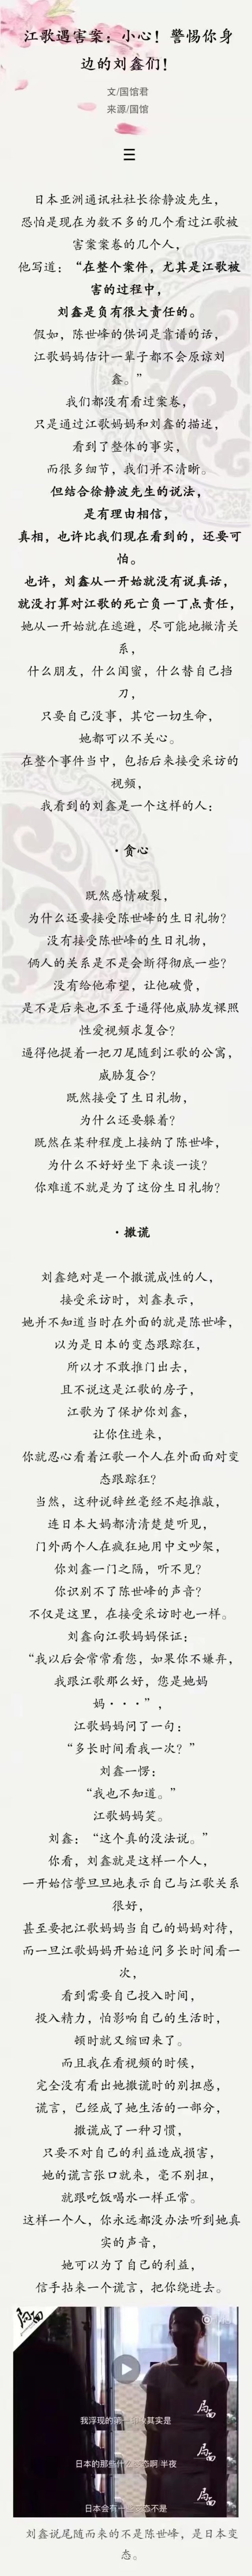 江歌遇害案：小心！警惕你身
边的刘鑫们！
文/国馆君
来源/国馆
☰
日本亚洲通讯社社长徐静波先生，
恐怕是现在为数不多的几个看过江歌被
害案案卷的几个人，
他写道：“在整个案件，尤其是江歌被
害的过程中，
刘鑫是负有很大责任的。
假如，陈世峰的供词是靠谱的话，
江歌妈妈估计一辈子都不会原谅刘
鑫。”
我们都没有看过案卷，
只是通过江歌妈妈和刘鑫的描述，
看到了整体的事实，
而很多细节，我们并不清晰。
但结合徐静波先生的说法，
是有理由相信，
真相，也许比我们现在看到的，还要可
怕。
也许，刘鑫从一开始就没有说真话，
就没打算对江歌的死亡负一丁点责任，
她从一开始就在逃避，尽可能地撇清关
系，
什么朋友，什么闺蜜，什么替自己挡
刀，
只要自己没事，其它一切生命，
她都可以不关心。
在整个事件当中，包括后来接受采访的
视频，
我看到的刘鑫是一个这样的人：
·贪心
既然感情破裂，
为什么还要接受陈世峰的生日礼物？
没有接受陈世峰的生日礼物，
俩人的关系是不是会断得彻底一些？
没有给他希望，让他破费，
是不是后来也不至于逼得他威胁发裸照
性爱视频求复合？
逼得他提着一把刀尾随到江歌的公寓，
威胁复合？
既然接受了生日礼物，
为什么还要躲着？
既然在某种程度上接纳了陈世峰，
为什么不好好坐下来谈一谈？
你难道不就是为了这份生日礼物？
·撒谎
刘鑫绝对是一个撒谎成性的人，
接受采访时，刘鑫表示，
她并不知道当时在外面的就是陈世峰，
以为是日本的变态跟踪狂，
所以才不敢推门出去，
且不说这是江歌的房子，
江歌为了保护你刘鑫，
让你住进来，
你就忍心看着江歌一个人在外面面对变
态跟踪狂？
当然，这种说辞丝毫经不起推敲，
连日本大妈都清清楚楚听见，
门外两个人在疯狂地用中文吵架，
你刘鑫一门之隔，听不见？
你识别不了陈世峰的声音？
不仅是这里，在接受采访时也一样。
刘鑫向江歌妈妈保证：
“我以后会常常看您，如果你不嫌弃，
我跟江歌那么好，您是她妈
妈・・・”，
江歌妈妈问了一句：
“多长时间看我一次？”
刘鑫一愣：
“我也不知道。”
江歌妈妈笑。
刘鑫：“这个真的没法说。”
你看，刘鑫就是这样一个人，
一开始信誓旦旦地表示自己与江歌关系
很好，
甚至要把江歌妈妈当自己的妈妈对待，
而一旦江歌妈妈开始追问多长时间看一
次，
看到需要自己投入时间，
投入精力，怕影响自己的生活时，
顿时就又缩回来了。
而且我在看视频的时候，
完全没有看出她撒谎时的别扭感，
谎言，已经成了她生活的一部分，
撒谎成了一种习惯，
只要不对自己的利益造成损害，
她的谎言张口就来，毫不别扭，
就跟吃饭喝水一样正常。
这样一个人，你永远都没办法听到她真
实的声音，
她可以为了自己的利益，
信手拈来一个谎言，把你绕进去。
局面
局面
局面
局面
刘鑫说尾随而来的不是陈世峰，是日本变
态。